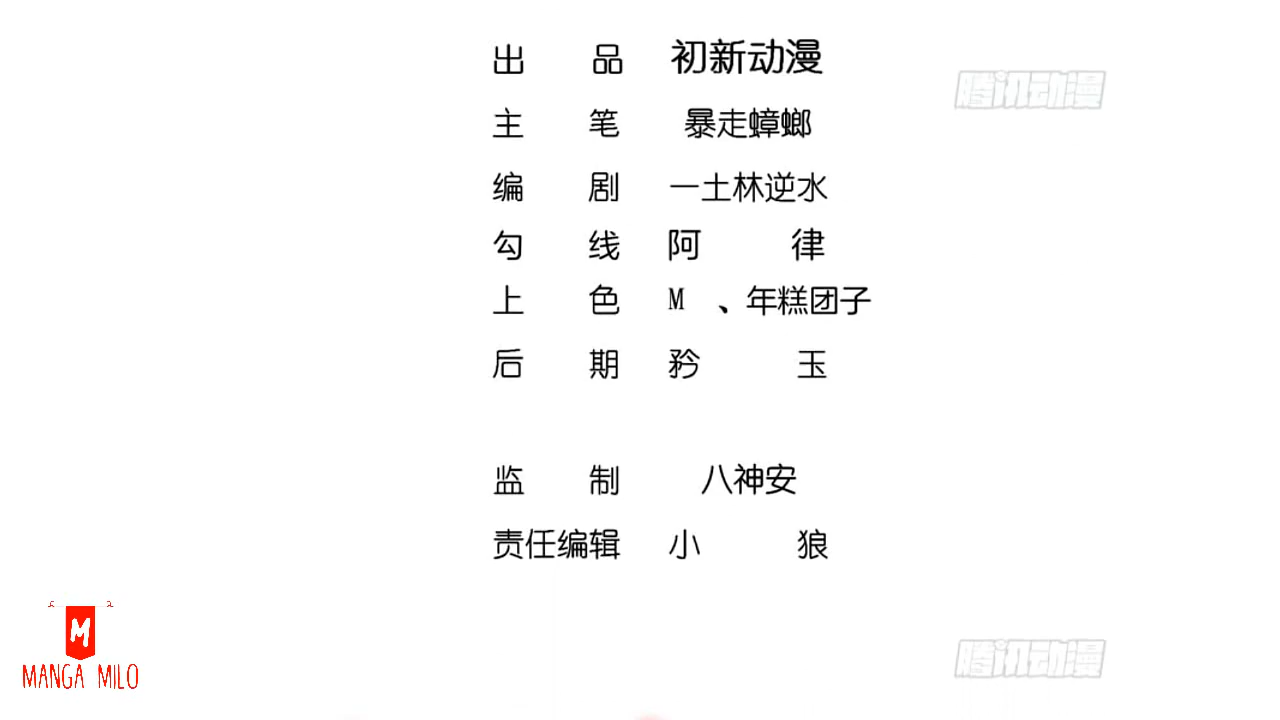 出品 初新动漫
腾讯动漫
主笔 暴走蟑螂
编剧 一土林逆水
勾线 阿律
上色 M、年糕团子
后期 矜玉
监制 八神安
责任编辑 小狼
M
MANGA MILO
腾讯动漫